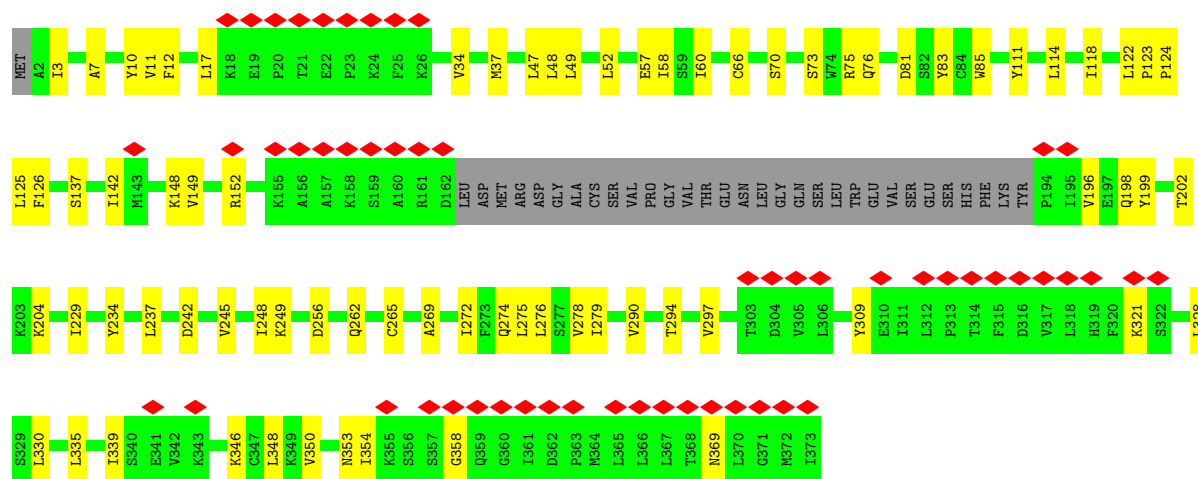 MET A2 I3 A7 Y10 V11 F12 L17 K18 E19 P20 T21 E22 P23 K24 F25 K26 V34 M37 L47 L48 L49 L52 E57 I58 S59 I60 C66 S70 S73 W74 R75 Q76 D81 S82 Y83 C84 W85 Y111 L114 I118 L122 P123 P124
L125 F126 S137 I142 M143 K148 V149 R152 K155 A156 A157 K158 S159 A160 R161 D162 LEU ASP MET ARG ASP GLY ALA CYS SER VAL PRO GLY VAL THR GLU ASN LEU GLY GLN SER LEU TRP GLU VAL SER GLU SER HIS PHE LYS TYR P194 I195 V196 E197 Q198 Y199 T202
K203 K204 I229 Y234 L237 D242 V245 I248 K249 D256 Q262 C265 A269 I272 F273 Q274 L275 L276 S277 V278 I279 V290 T294 V297 T303 D304 V305 L306 Y309 E310 I311 L312 P313 T314 F315 D316 V317 L318 H319 F320 K321 S322 L328
S329 L330 L335 I339 S340 E341 V342 K343 K346 C347 L348 K349 V350 N353 I354 K355 S356 S357 G358 Q359 G360 I361 D362 P363 M364 L365 L366 L367 T368 N369 L370 G371 M372 I373